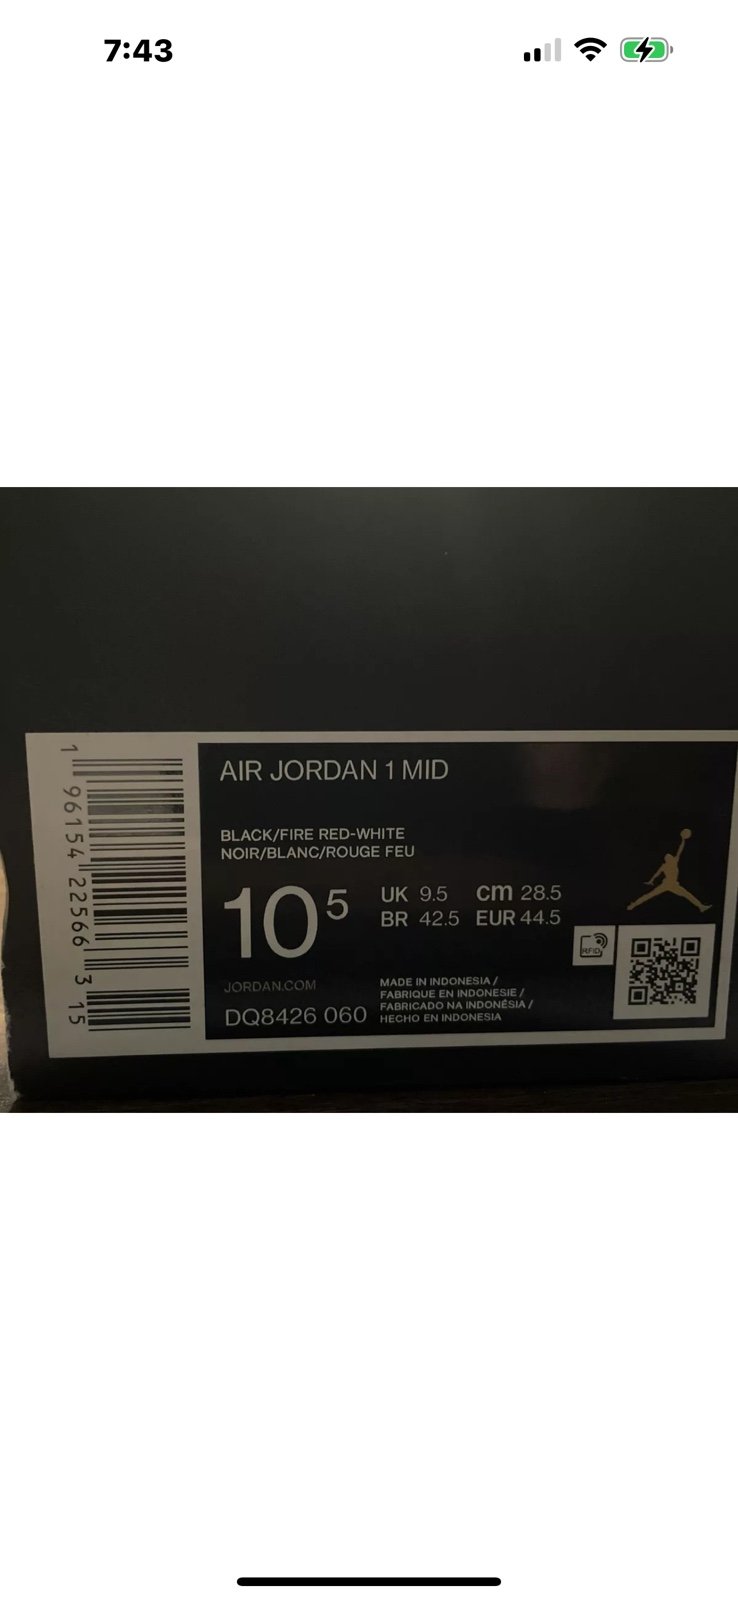 7:43
AIR JORDAN 1 MID
BLACK/FIRE RED-WHITE
NOIR/BLANC/ROUGE FEU
10 5
UK 9.5 cm 28.5
BR 42.5 EUR 44.5
RFID
JORDAN.COM
DQ8426 060
MADE IN INDONESIA /
FABRIQUE EN INDONESIE /
FABRICADO NA INDONÉSIA /
HECHO EN INDONESIA
1 96154 22566 3 15